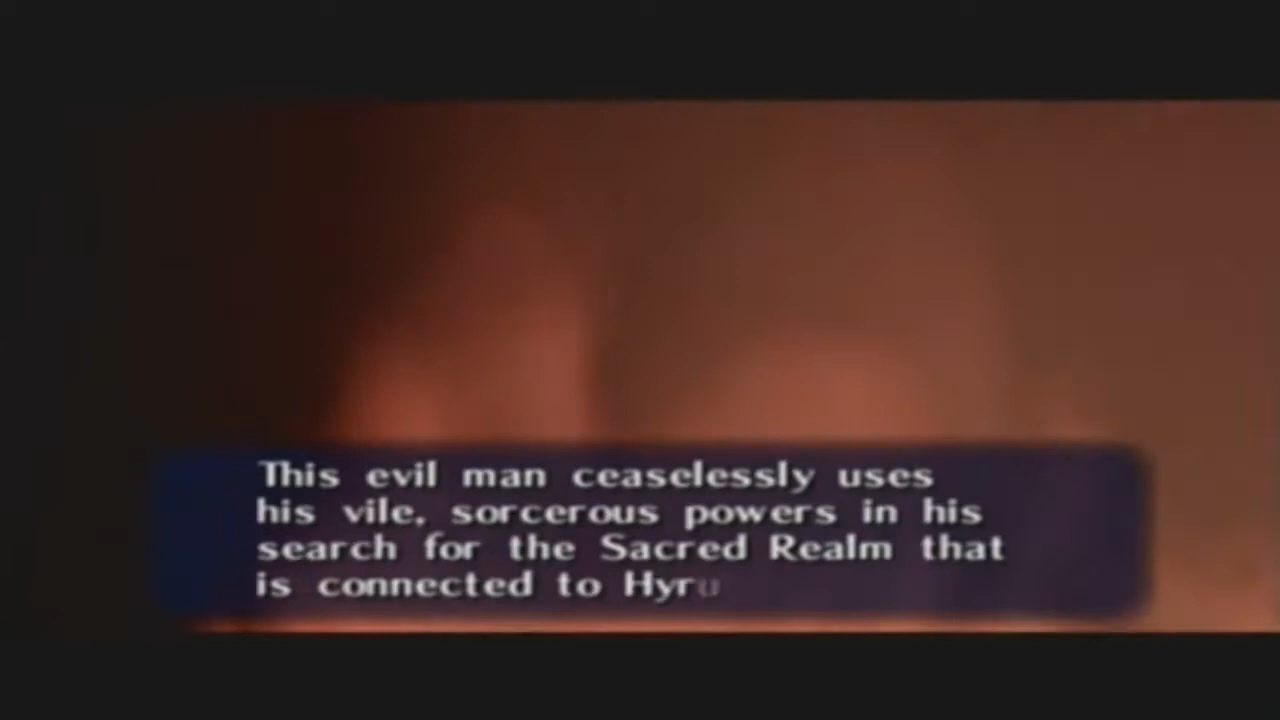 This evil man ceaselessly uses
his vile, sorcerous powers in his
search for the Sacred Realm that
is connected to Hyru